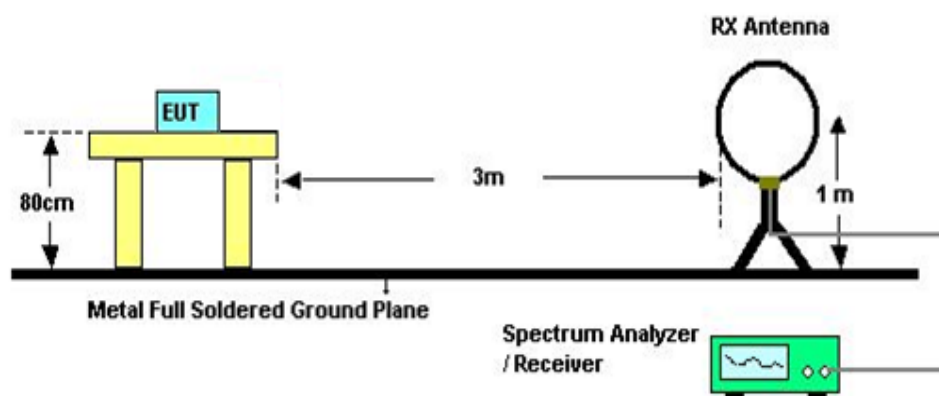 RX Antenna
EUT
3m
80cm
1 m
Metal Full Soldered Ground Plane
Spectrum Analyzer
/ Receiver